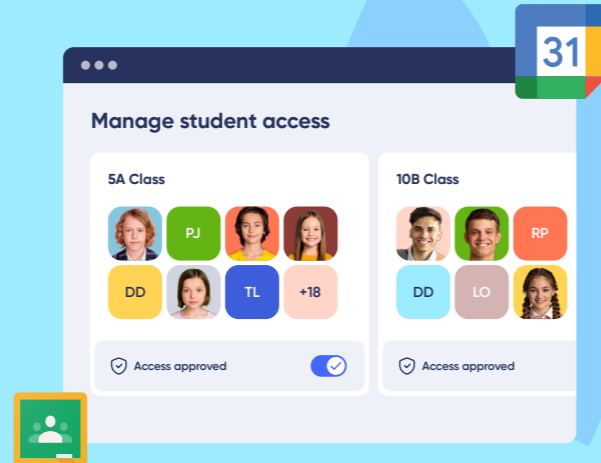 31
Manage student access
5A Class
10B Class
PJ
RP
DD
TL
+18
DD
LO
Access approved
Access approved